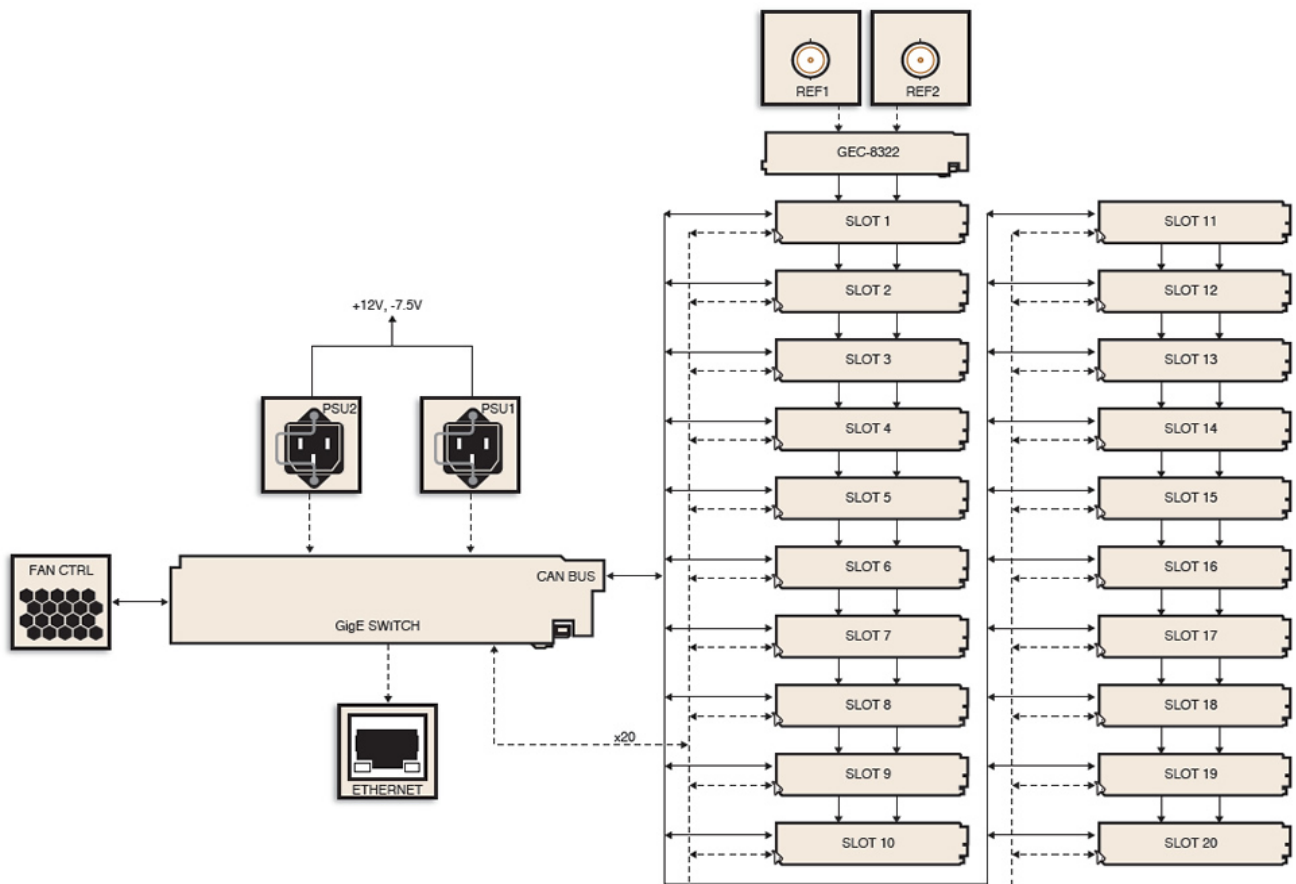 REF1
REF2
GEC-8322
SLOT 1
SLOT 2
SLOT 3
SLOT 4
SLOT 5
SLOT 6
SLOT 7
SLOT 8
SLOT 9
SLOT 10
SLOT 11
SLOT 12
SLOT 13
SLOT 14
SLOT 15
SLOT 16
SLOT 17
SLOT 18
SLOT 19
SLOT 20
+12V, -7.5V
PSU2
PSU1
FAN CTRL
CAN BUS
GigE SWITCH
x20
ETHERNET